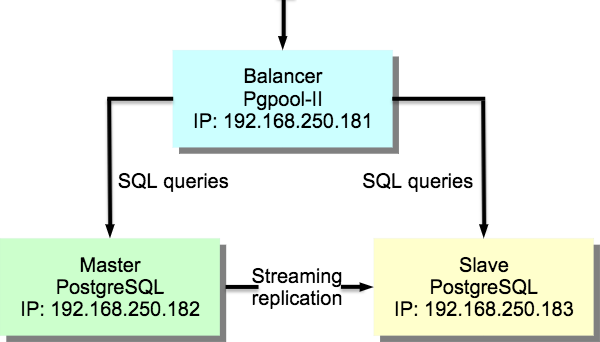 Balancer
Pgpool-II
IP: 192.168.250.181
SQL queries
SQL queries
Master
PostgreSQL
IP: 192.168.250.182
Streaming
replication
Slave
PostgreSQL
IP: 192.168.250.183